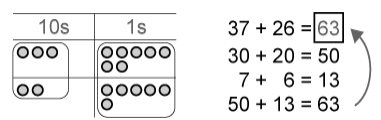 10s 1s
37 + 26 = 63
30 + 20 = 50
7 + 6 = 13
50 + 13 = 63